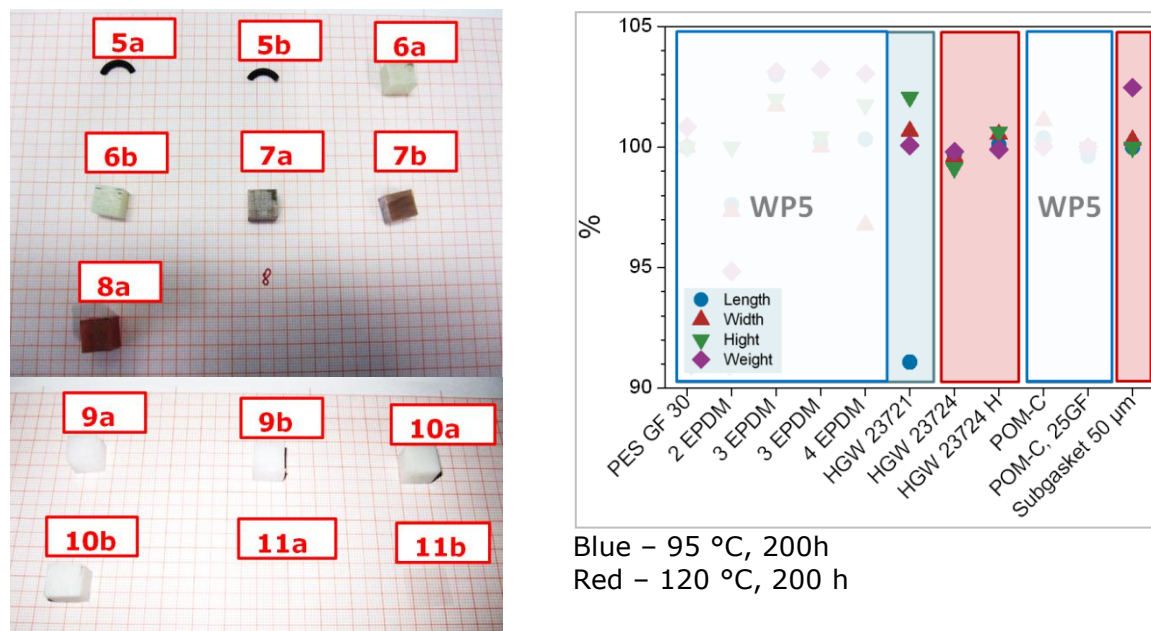 5a
5b
6a
6b
7a
7b
8a
8
9a
9b
10a
10b
11a
11b
105
100
95
90
%
WP5
WP5
Length
Width
Hight
Weight
PES GF 30
2 EPDM
3 EPDM
3 EPDM
4 EPDM
HGW 23721
HGW 23724
HGW 23724 H
POM-C
POM-C, 25GF
Subgasket 50 μm
Blue – 95 °C, 200h
Red – 120 °C, 200 h